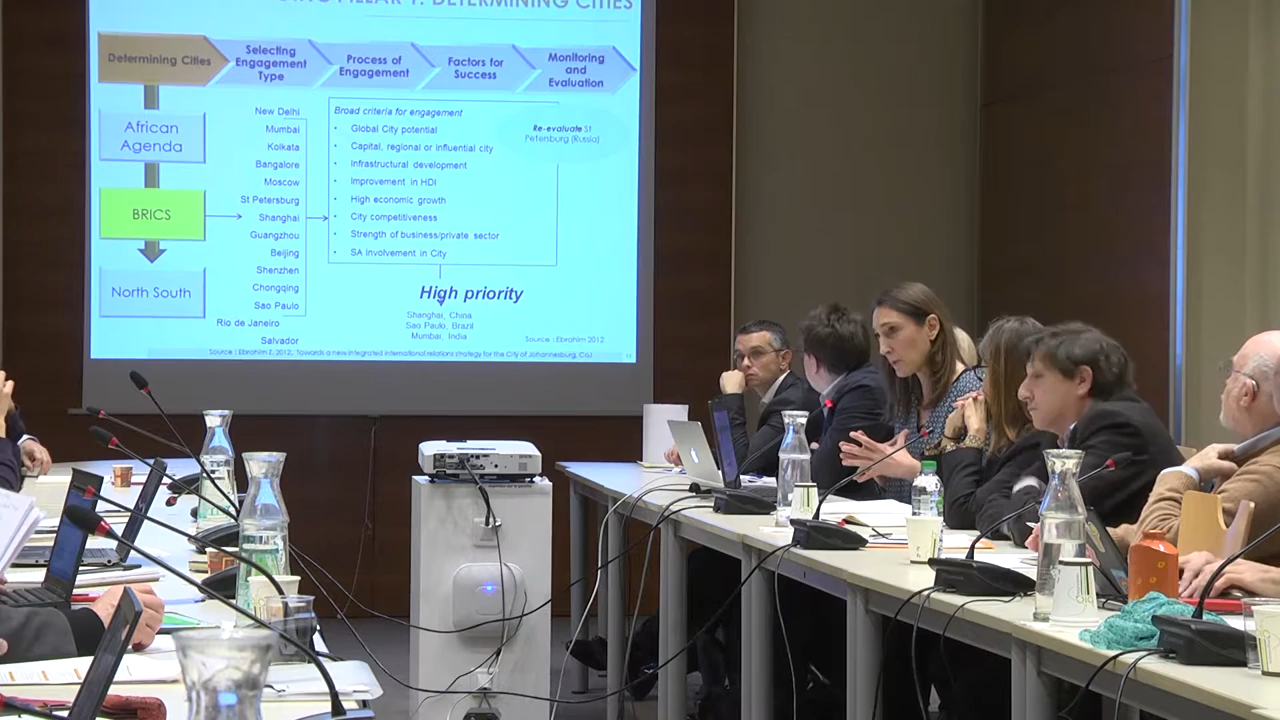 PILLAR 1: DETERMINING CITIES
Determining Cities
Selecting
Engagement
Type
Process of
Engagement
Factors for
Success
Monitoring
and
Evaluation
African
Agenda
BRICS
North South
New Delhi
Mumbai
Kolkata
Bangalore
Moscow
St Petersburg
Shanghai
Guangzhou
Beijing
Shenzhen
Chongqing
Sao Paulo
Rio de Janeiro
Salvador
Broad criteria for engagement
• Global City potential
• Capital, regional or influential city
• Infrastructural development
• Improvement in HDI
• High economic growth
• City competitiveness
• Strength of business/private sector
• SA involvement in City
Re-evaluate St
Petersburg (Russia)
High priority
Shanghai, China
Sao Paulo, Brazil
Mumbai, India
Source : Ebrahim 2012
Source : Ebrahim Z, 2012, Towards a new integrated international relations strategy for the City of Johannesburg, CoJ